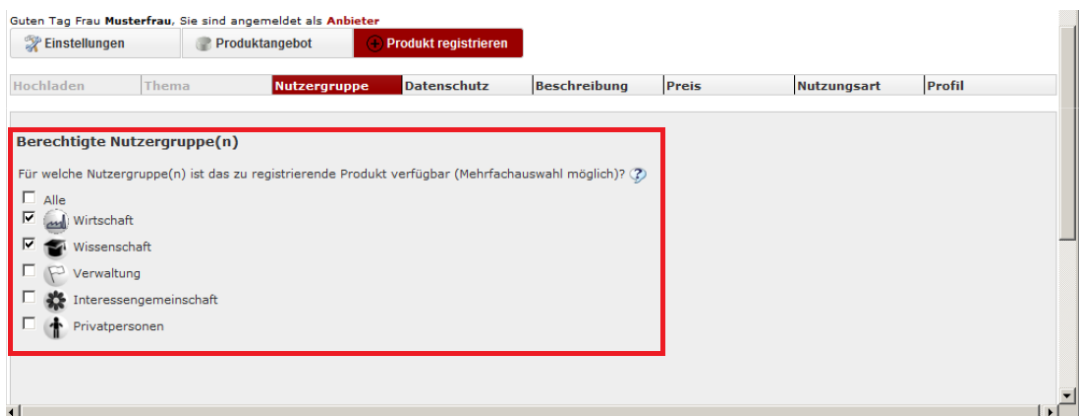 Guten Tag Frau Musterfrau, Sie sind angemeldet als Anbieter
Einstellungen Produktangebot Produkt registrieren
Hochladen Thema Nutzergruppe Datenschutz Beschreibung Preis Nutzungsart Profil
Berechtigte Nutzergruppe(n)
Für welche Nutzergruppe(n) ist das zu registrierende Produkt verfügbar (Mehrfachauswahl möglich)?
Alle
Wirtschaft
Wissenschaft
Verwaltung
Interessengemeinschaft
Privatpersonen